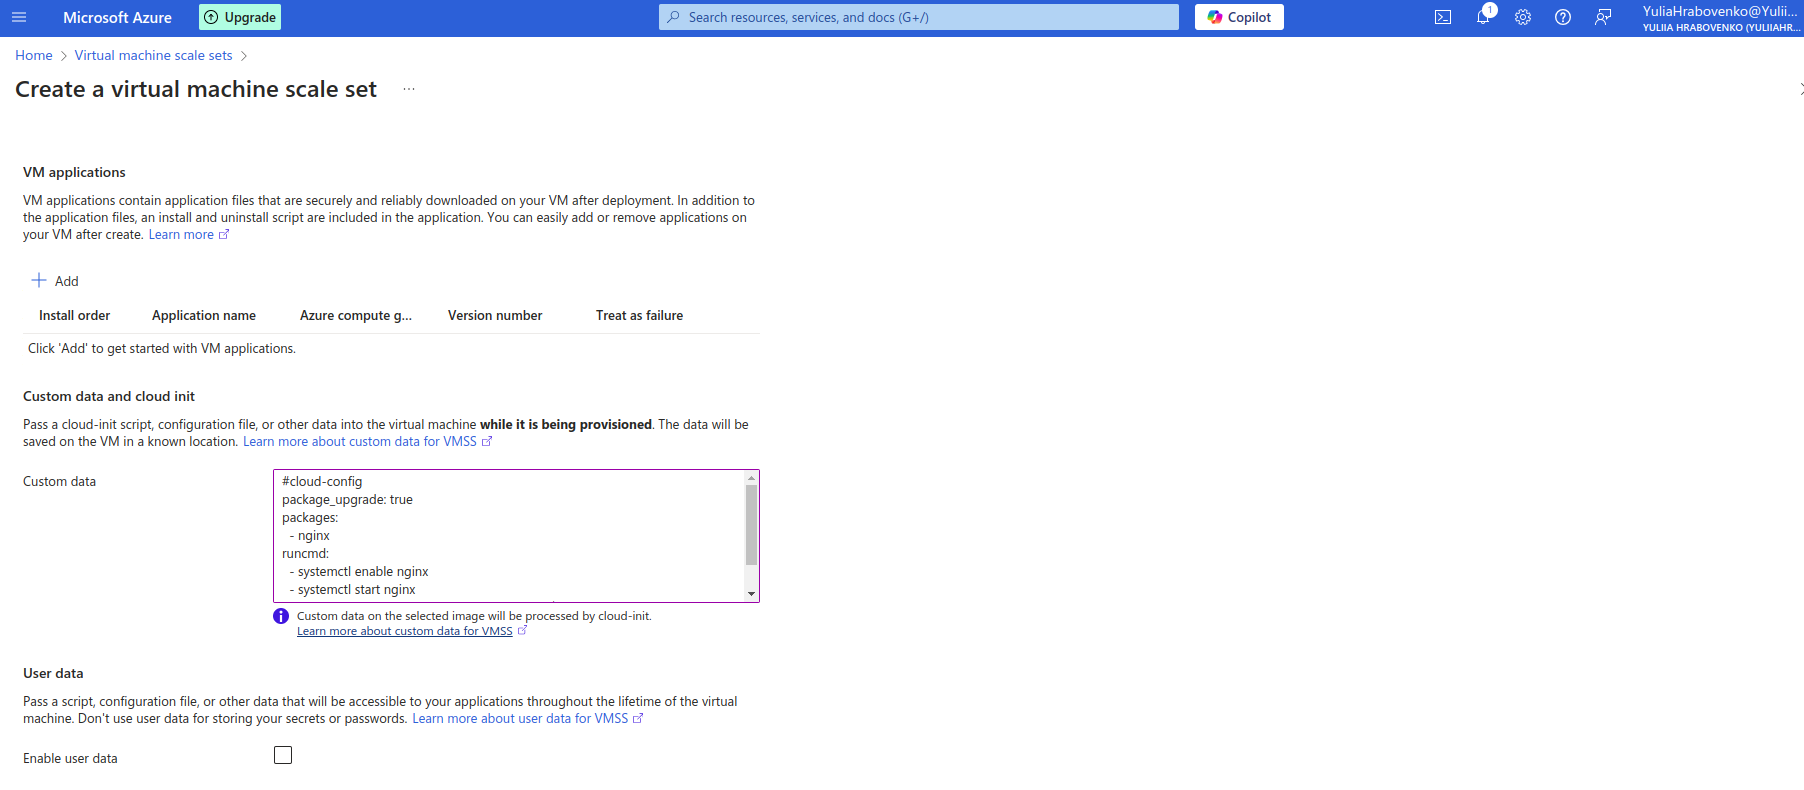 Microsoft Azure
Upgrade
Search resources, services, and docs (G+/)
Copilot
1
YuliaHrabovenko@Yulii...
YULIIA HRABOVENKO (YULIIAHR...
Home > Virtual machine scale sets >
Create a virtual machine scale set ...
VM applications
VM applications contain application files that are securely and reliably downloaded on your VM after deployment. In addition to
the application files, an install and uninstall script are included in the application. You can easily add or remove applications on
your VM after create. Learn more
+ Add
Install order Application name Azure compute g... Version number Treat as failure
Click 'Add' to get started with VM applications.
Custom data and cloud init
Pass a cloud-init script, configuration file, or other data into the virtual machine while it is being provisioned. The data will be
saved on the VM in a known location. Learn more about custom data for VMSS
Custom data
#cloud-config
package_upgrade: true
packages:
- nginx
runcmd:
- systemctl enable nginx
- systemctl start nginx
Custom data on the selected image will be processed by cloud-init.
Learn more about custom data for VMSS
User data
Pass a script, configuration file, or other data that will be accessible to your applications throughout the lifetime of the virtual
machine. Don't use user data for storing your secrets or passwords. Learn more about user data for VMSS
Enable user data